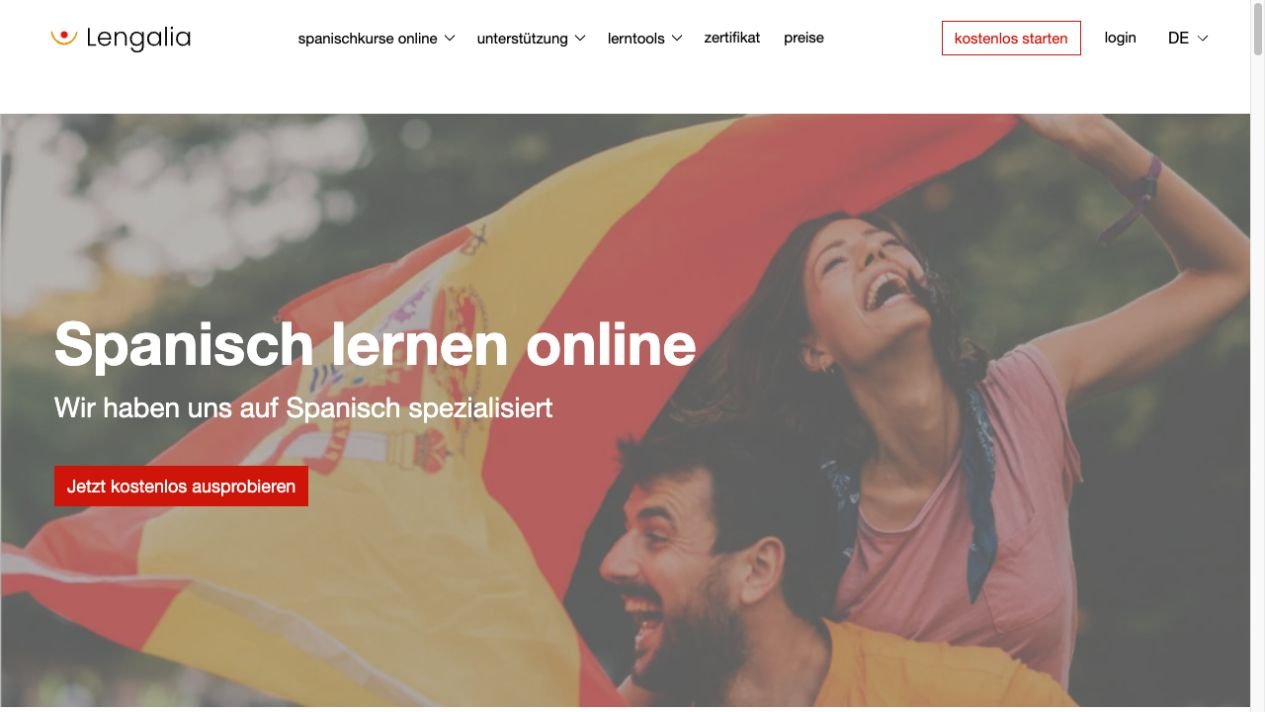 Lengalia
spanischkurse online
unterstützung
lerntools
zertifikat
preise
kostenlos starten
login
DE
Spanisch lernen online
Wir haben uns auf Spanisch spezialisiert
Jetzt kostenlos ausprobieren